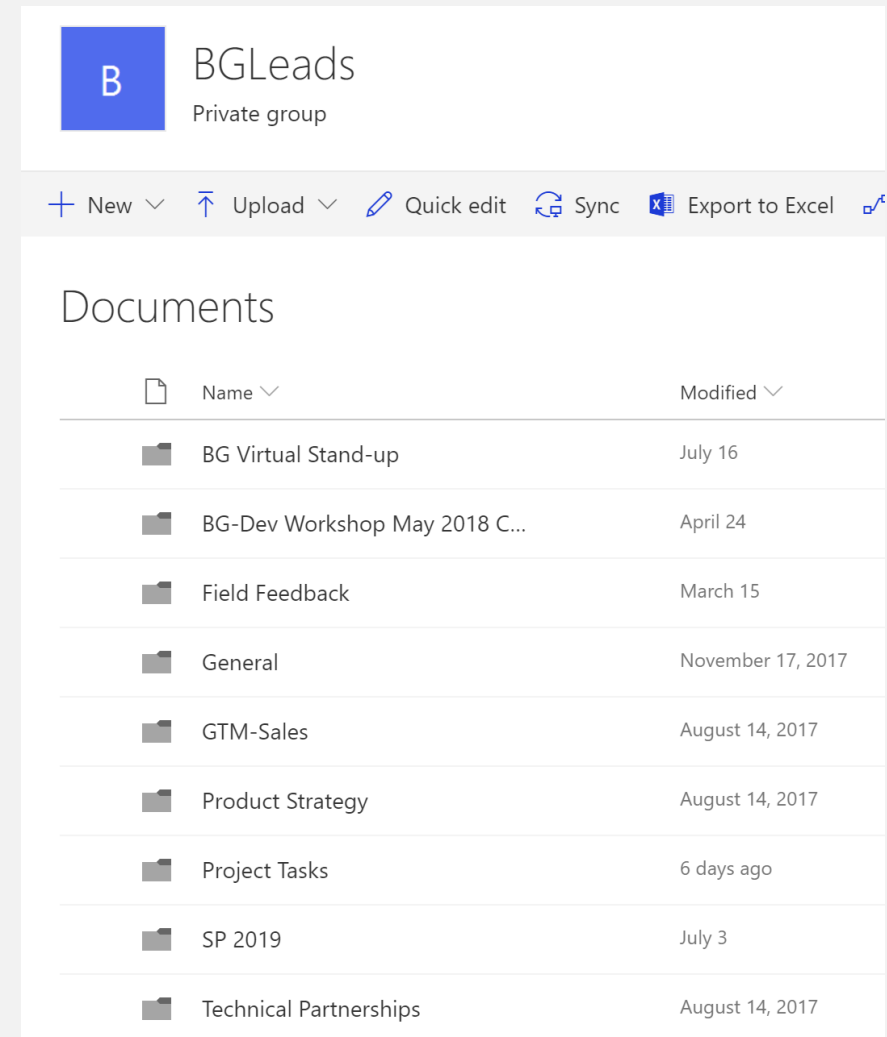 B
BGLeads
Private group
New Upload Quick edit Sync Export to Excel
Documents
Name Modified
BG Virtual Stand-up July 16
BG-Dev Workshop May 2018 C... April 24
Field Feedback March 15
General November 17, 2017
GTM-Sales August 14, 2017
Product Strategy August 14, 2017
Project Tasks 6 days ago
SP 2019 July 3
Technical Partnerships August 14, 2017